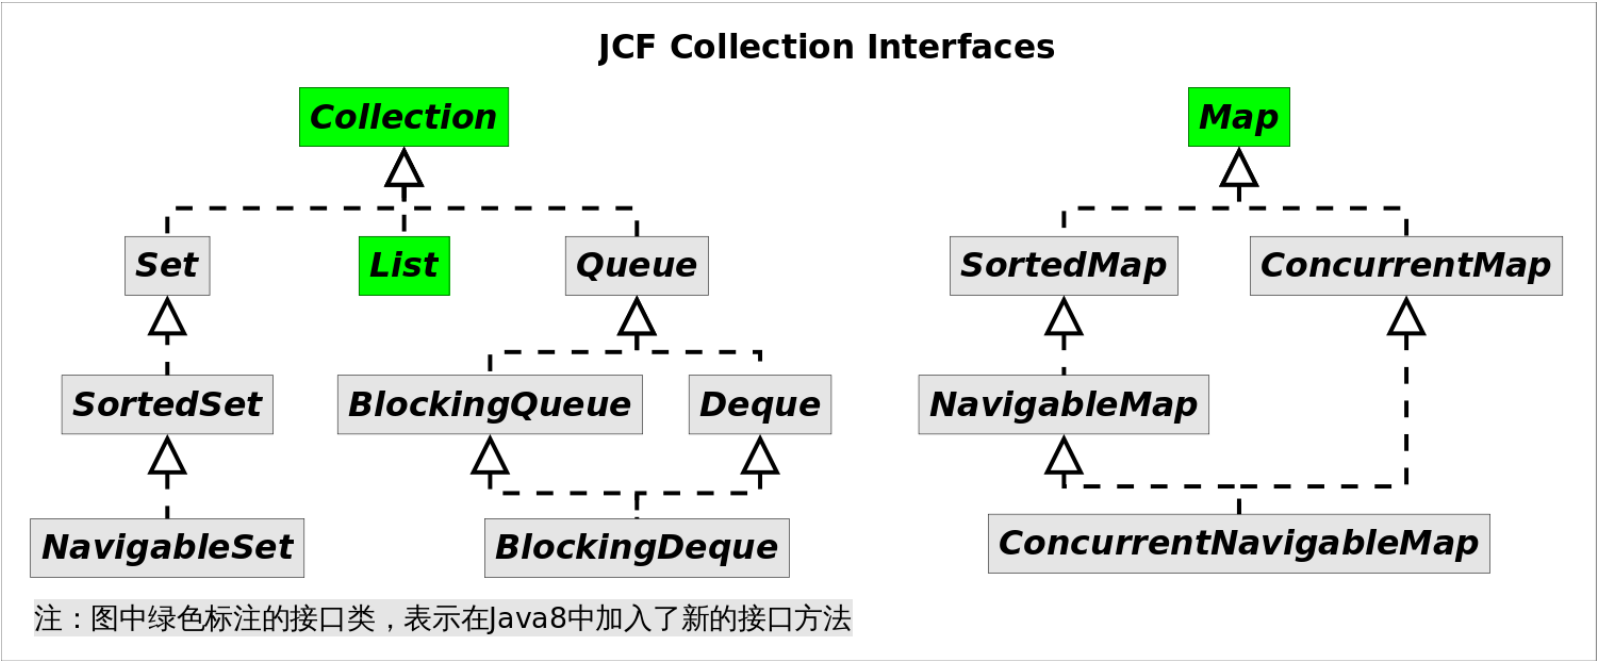 JCF Collection Interfaces
Collection
Map
Set
List
Queue
SortedMap
ConcurrentMap
SortedSet
BlockingQueue
Deque
NavigableMap
NavigableSet
BlockingDeque
ConcurrentNavigableMap
注：图中绿色标注的接口类，表示在Java8中加入了新的接口方法